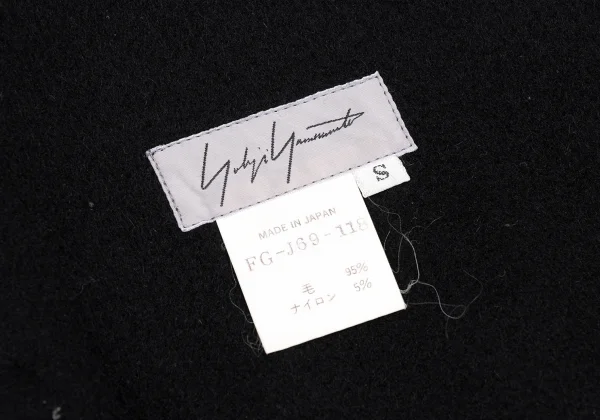 Yohji Yamamoto
S
MADE IN JAPAN
FG-J69-118
毛 95%
ナイロン 5%